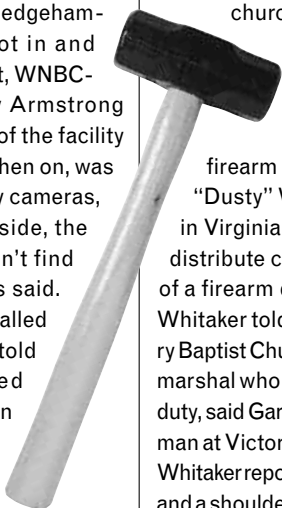 edgeham-
ot in and
t, WNBC-
Armstrong
of the facility
hen on, was
y cameras,
side, the
n't find
s said.
alled
told
ed
n
churc
firearm
“Dusty” W
in Virginia
distribute c
of a firearm
Whitaker told
ry Baptist Chu
marshal who
duty, said Gar
man at Victor
Whitaker repo
and a shoulde